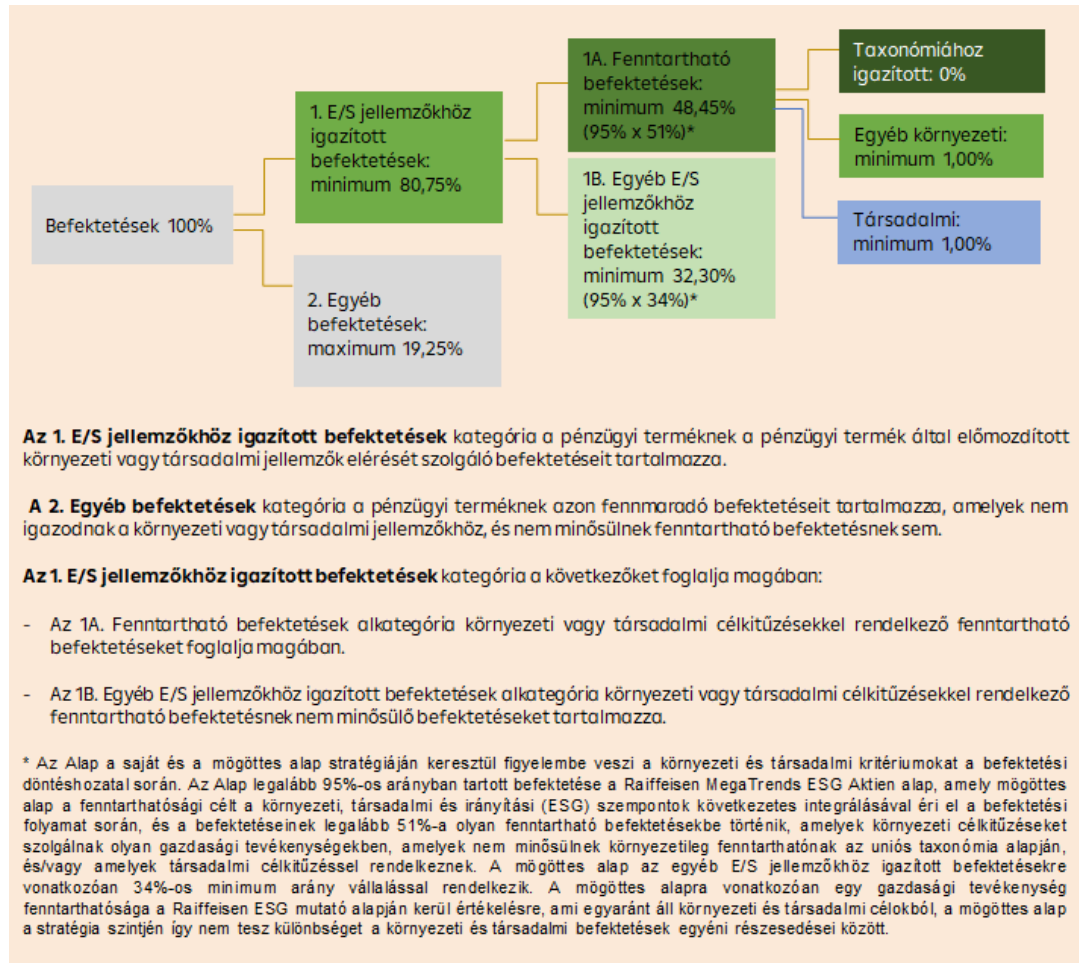 Befektetések 100%
1. E/S jellemzőkhöz
igazított
befektetések:
minimum 80,75%
2. Egyéb
befektetések:
maximum 19,25%
1A. Fenntartható
befektetések:
minimum 48,45%
(95% x 51%)*
1B. Egyéb E/S
jellemzőkhöz
igazított
befektetések:
minimum 32,30%
(95% x 34%)*
Taxonómiához
igazított: 0%
Egyéb környezeti:
minimum 1,00%
Társadalmi:
minimum 1,00%
Az 1. E/S jellemzőkhöz igazított befektetések kategória a pénzügyi terméknek a pénzügyi termék által előmozdított
környezeti vagy társadalmi jellemzők elérését szolgáló befektetéseit tartalmazza.
A 2. Egyéb befektetések kategória a pénzügyi terméknek azon fennmaradó befektetéseit tartalmazza, amelyek nem
igazodnak a környezeti vagy társadalmi jellemzőkhöz, és nem minősülnek fenntartható befektetésnek sem.
Az 1. E/S jellemzőkhöz igazított befektetések kategória a következőket foglalja magában:
- Az 1A. Fenntartható befektetések alkategória környezeti vagy társadalmi célkitűzésekkel rendelkező fenntartható
befektetéseket foglalja magában.
- Az 1B. Egyéb E/S jellemzőkhöz igazított befektetések alkategória környezeti vagy társadalmi célkitűzésekkel rendelkező
fenntartható befektetésnek nem minősülő befektetéseket tartalmazza.
* Az Alap a saját és a mögöttes alap stratégiáján keresztül figyelembe veszi a környezeti és társadalmi kritériumokat a befektetési
döntéshozatal során. Az Alap legalább 95%-os arányban tartott befektetése a Raiffeisen MegaTrends ESG Aktien alap, amely mögöttes
alap a fenntarthatósági célt a környezeti, társadalmi és irányítási (ESG) szempontok következetes integrálásával éri el a befektetési
folyamat során, és a befektetéseinek legalább 51%-a olyan fenntartható befektetésekbe történik, amelyek környezeti célkitűzéseket
szolgálnak olyan gazdasági tevékenységekben, amelyek nem minősülnek környezetileg fenntarthatónak az uniós taxonómia alapján,
és/vagy amelyek társadalmi célkitűzéssel rendelkeznek. A mögöttes alap az egyéb E/S jellemzőkhöz igazított befektetésekre
vonatkozóan 34%-os minimum arány vállalással rendelkezik. A mögöttes alapra vonatkozóan egy gazdasági tevékenység
fenntarthatósága a Raiffeisen ESG mutató alapján kerül értékelésre, ami egyaránt áll környezeti és társadalmi célokból, a mögöttes alap
a stratégia szintjén így nem tesz különbséget a környezeti és társadalmi befektetések egyéni részesedései között.